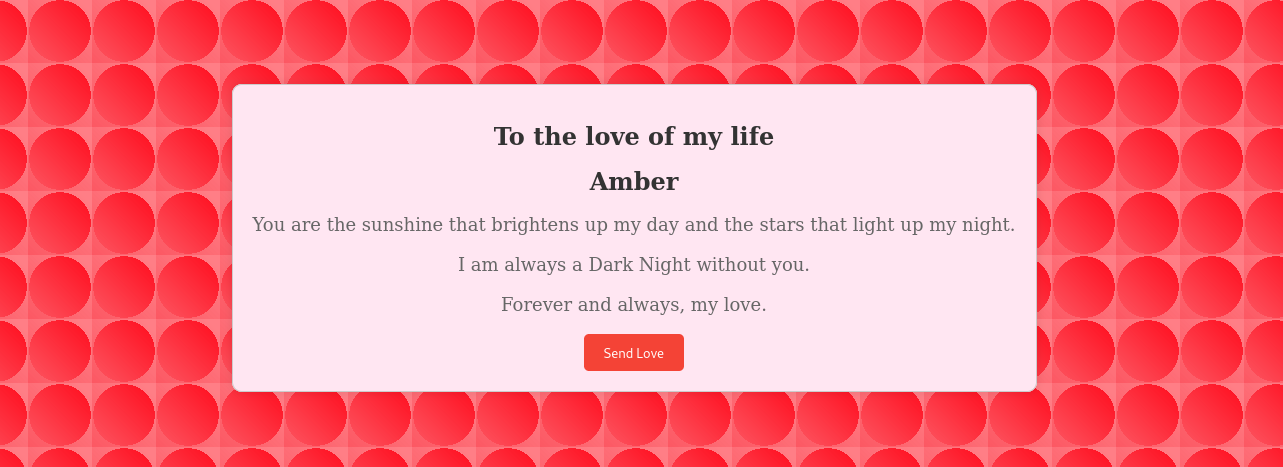 To the love of my life
Amber
You are the sunshine that brightens up my day and the stars that light up my night.
I am always a Dark Night without you.
Forever and always, my love.
Send Love